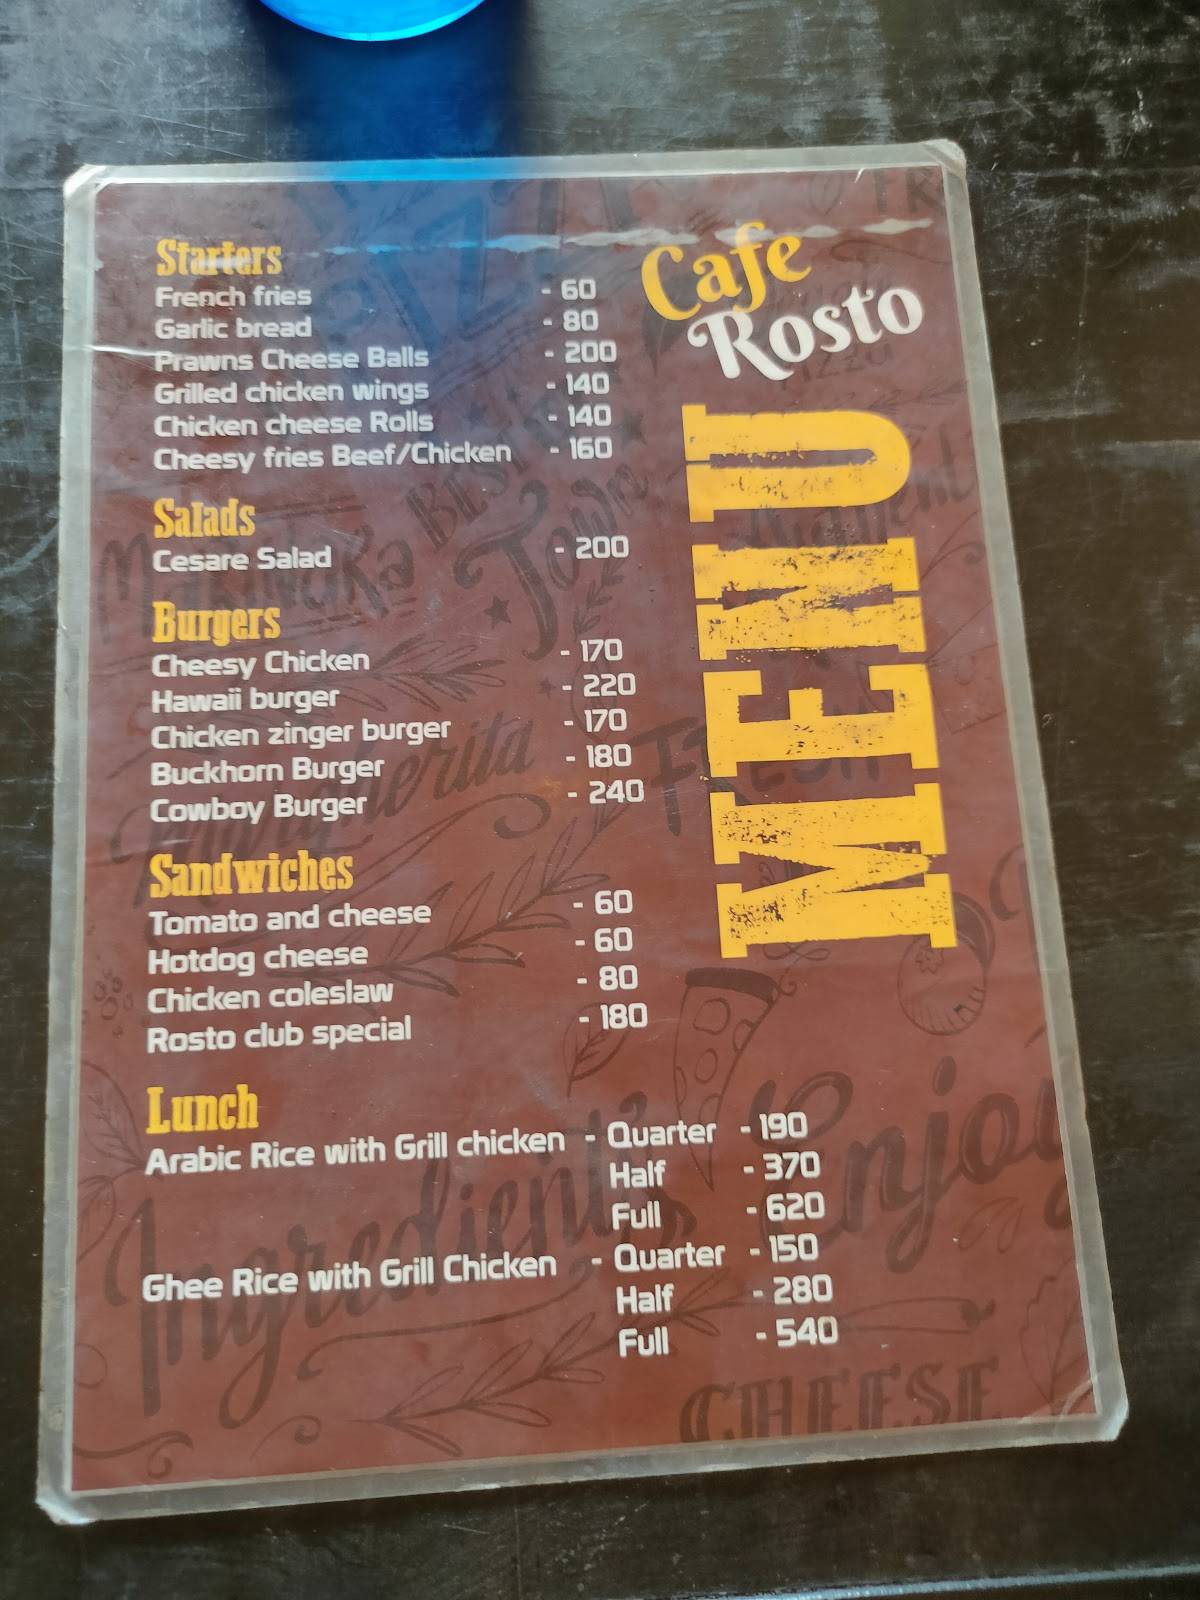 Cafe
Rosto
MENU
Starters
French fries - 60
Garlic bread - 80
Prawns Cheese Balls - 200
Grilled chicken wings - 140
Chicken cheese Rolls - 140
Cheesy fries Beef/Chicken - 160
Salads
Cesare Salad - 200
Burgers
Cheesy Chicken - 170
Hawaii burger - 220
Chicken zinger burger - 170
Buckhorn Burger - 180
Cowboy Burger - 240
Sandwiches
Tomato and cheese - 60
Hotdog cheese - 60
Chicken coleslaw - 80
Rosto club special - 180
Lunch
Arabic Rice with Grill chicken - Quarter - 190
Half - 370
Full - 620
Ghee Rice with Grill Chicken - Quarter - 150
Half - 280
Full - 540
CHEESE